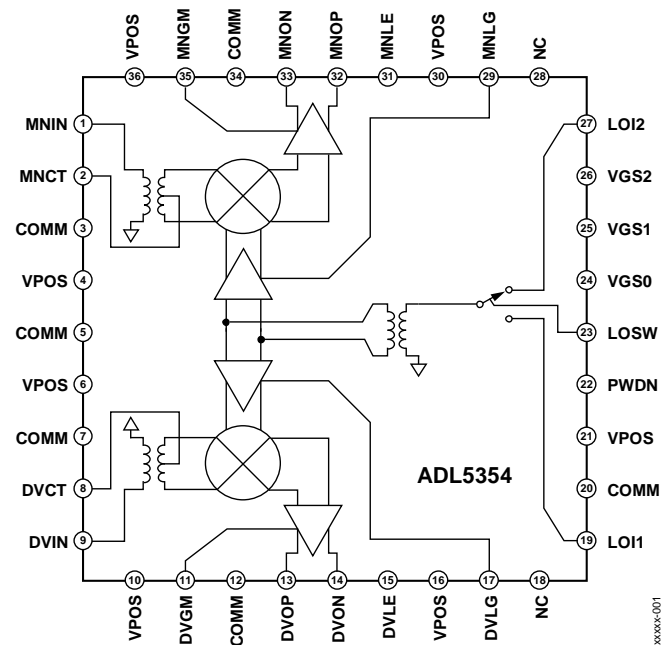 VPOS
MNGM
COMM
MNON
MNOP
MNLE
VPOS
MNLG
NC
36
35
34
33
32
31
30
29
28
MNIN 1
MNCT 2
COMM 3
VPOS 4
COMM 5
VPOS 6
COMM 7
DVCT 8
DVIN 9
27 LOI2
26 VGS2
25 VGS1
24 VGS0
23 LOSW
22 PWDN
21 VPOS
20 COMM
19 LOI1
ADL5354
10
11
12
13
14
15
16
17
18
VPOS
DVGM
COMM
DVOP
DVON
DVLE
VPOS
DVLG
NC
xxxxx-001